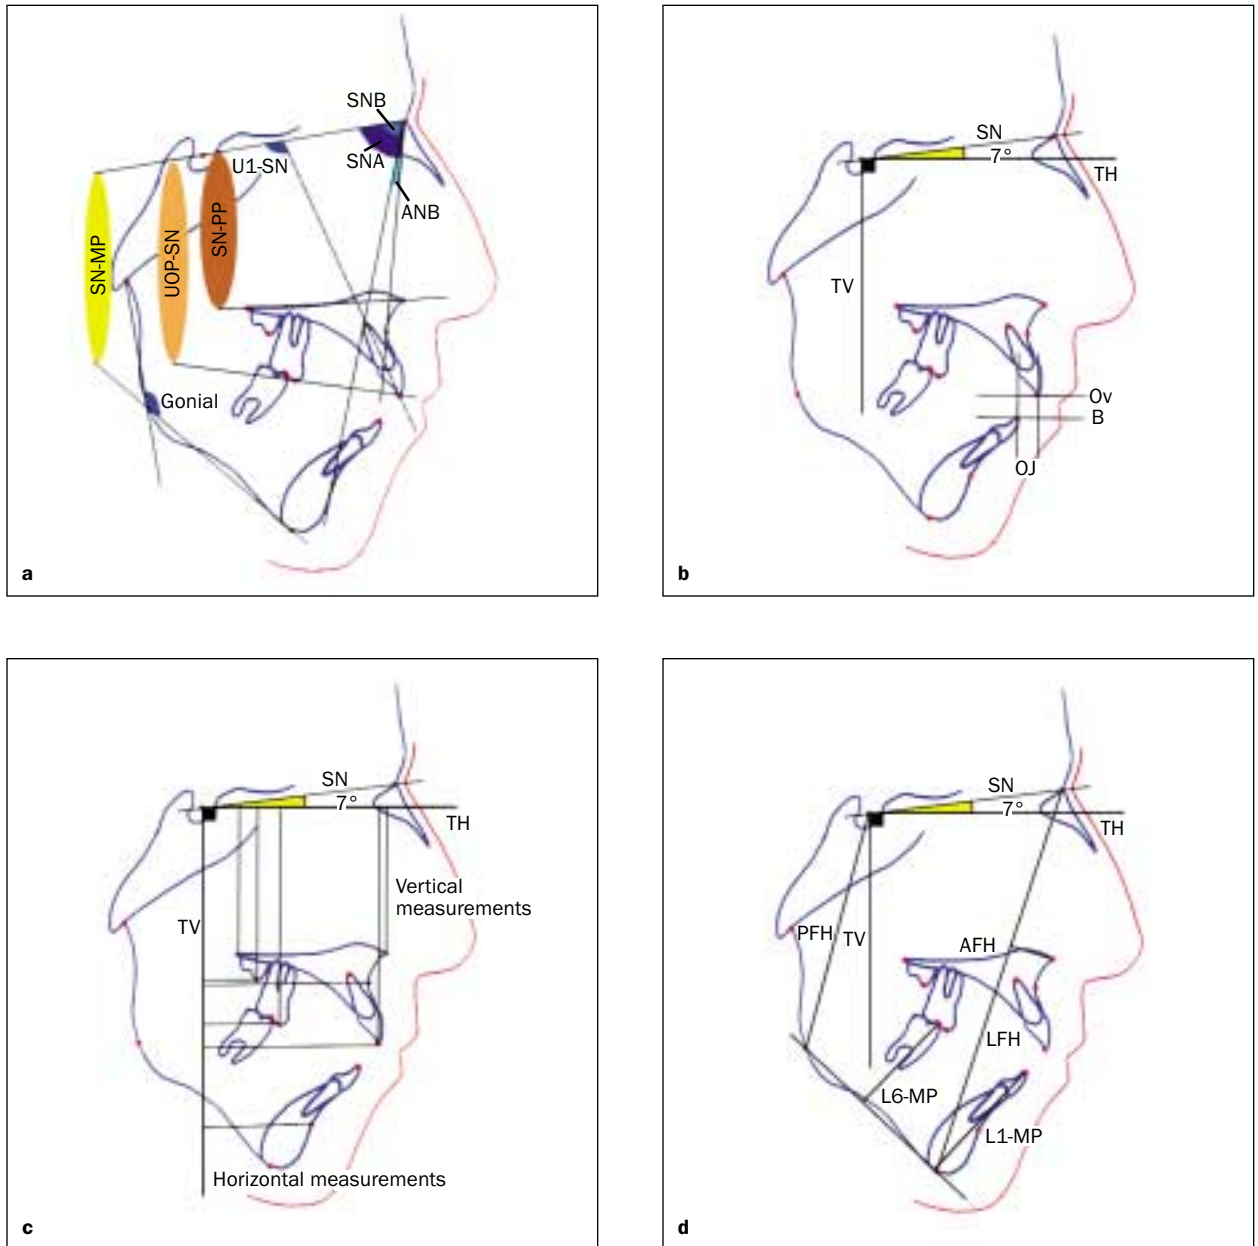 SNB
SNA
U1-SN
ANB
SN-MP
UOP-SN
SN-PP
Gonial
a
SN
7°
TH
TV
Ov
B
OJ
b
SN
7°
TH
Vertical
measurements
TV
Horizontal measurements
c
SN
7°
TH
PFH
TV
AFH
LFH
L6-MP
L1-MP
d